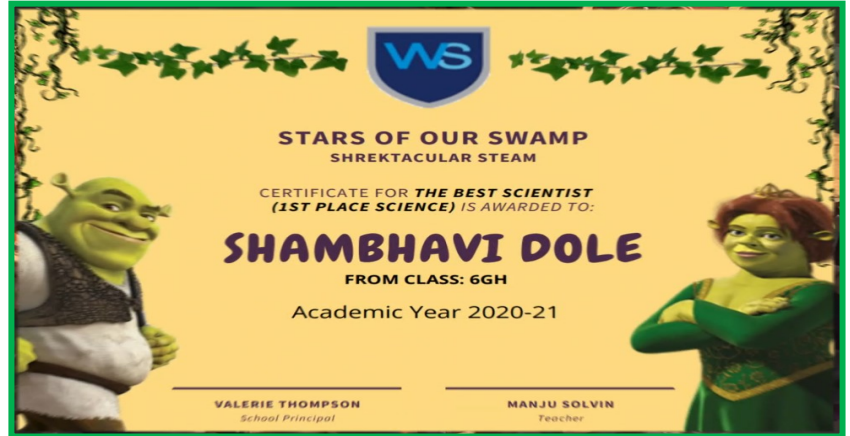 WS
STARS OF OUR SWAMP
SHREKTACULAR STEAM
CERTIFICATE FOR THE BEST SCIENTIST
(1ST PLACE SCIENCE) IS AWARDED TO:
SHAMBHAVI DOLE
FROM CLASS: 6GH
Academic Year 2020-21
VALERIE THOMPSON
School Principal
MANJU SOLVIN
Teacher